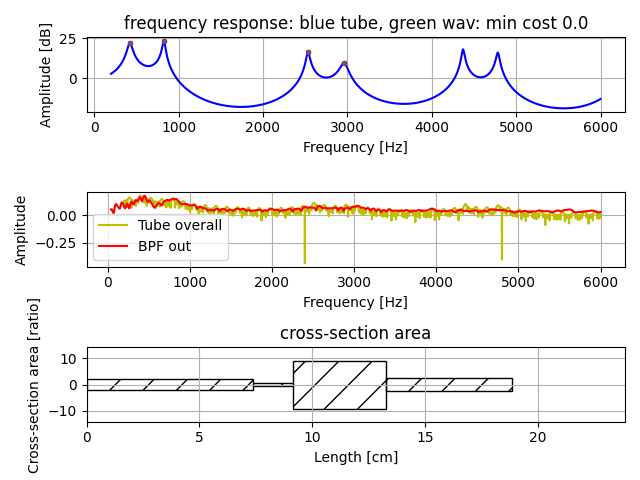 frequency response: blue tube, green wav: min cost 0.0
Amplitude [dB]
25
0
0 1000 2000 3000 4000 5000 6000
Frequency [Hz]
Amplitude
0.00
−0.25
Tube overall
BPF out
0 1000 2000 3000 4000 5000 6000
Frequency [Hz]
cross-section area
Cross-section area [ratio]
10
0
−10
0 5 10 15 20
Length [cm]